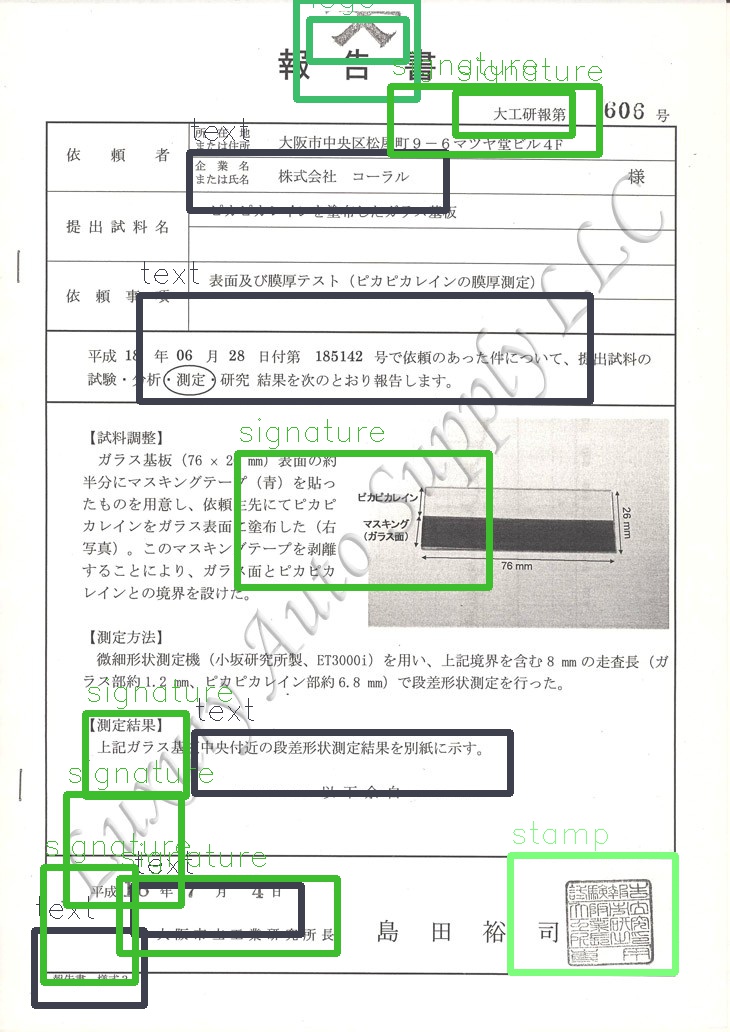 logo
報告書
signature
signature
大工研報第
606 号
text
依頼者
所在地
または住所
大阪市中央区松屋町9−6マツヤ堂ビル4F
企業名
または氏名
株式会社 コーラル
様
提出試料名
ピカピカレインを塗布したガラス基板
text
依頼事項
表面及び膜厚テスト(ピカピカレインの膜厚測定)
平成 18 年 06 月 28 日付第 185142 号で依頼のあった件について、提出試料の
試験・分析・測定・研究 結果を次のとおり報告します。
signature
【試料調整】
ガラス基板(76 × 2 mm)表面の約
半分にマスキングテープ(青)を貼っ
たものを用意し、依頼主先にてピカピ
カレインをガラス表面に塗布した(右
写真)。このマスキングテープを剥離
することにより、ガラス面とピカピカ
レインとの境界を設けた。
ピカピカレイン
マスキング
(ガラス面)
26 mm
76 mm
【測定方法】
微細形状測定機(小坂研究所製、ET3000i)を用い、上記境界を含む 8 mm の走査長(ガ
ラス部約1.2 mm、ピカピカレイン部約6.8 mm)で段差形状測定を行った。
signature
text
【測定結果】
上記ガラス基 中央付近の段差形状測定結果を別紙に示す。
signature
以下余白
signature
signature
text
stamp
平成 18 年 7 月 4 日
text
大阪市立工業研究所長
島田裕司
報告書 様式2
Luxury Auto Supply LLC